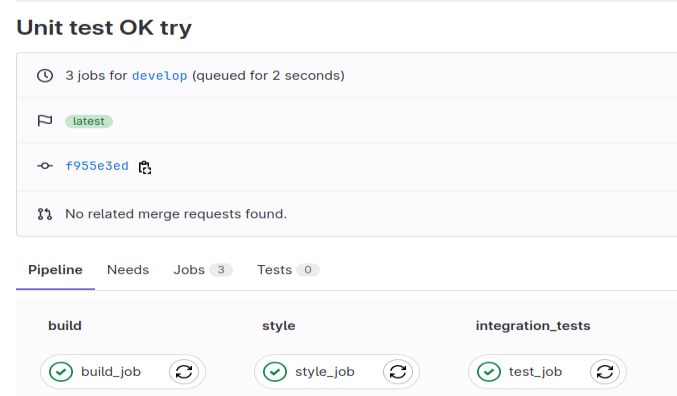 Unit test OK try
3 jobs for develop (queued for 2 seconds)
latest
f955e3ed
No related merge requests found.
Pipeline Needs Jobs 3 Tests 0
build style integration_tests
build_job style_job test_job